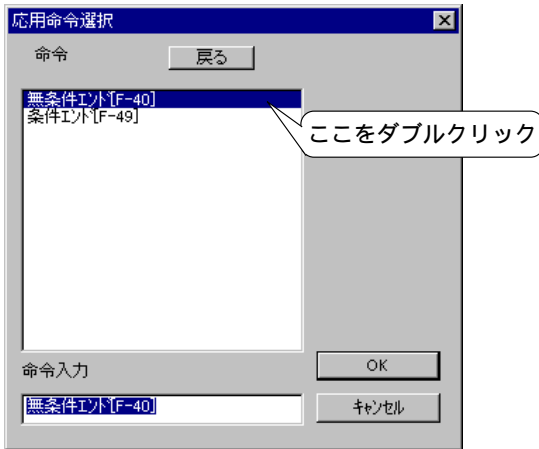 応用命令選択
命令
戻る
無条件エンド[F-40]
条件エンド[F-49]
ここをダブルクリック
命令入力
OK
無条件エンド[F-40]
キャンセル